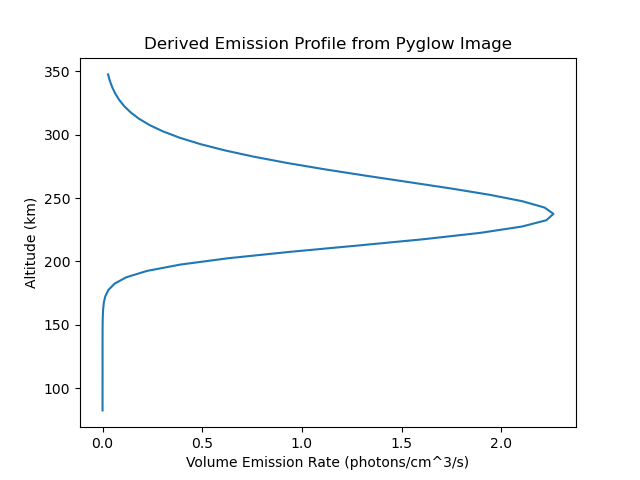 Derived Emission Profile from Pyglow Image
350
300
250
200
150
100
Altitude (km)
0.0 0.5 1.0 1.5 2.0
Volume Emission Rate (photons/cm^3/s)